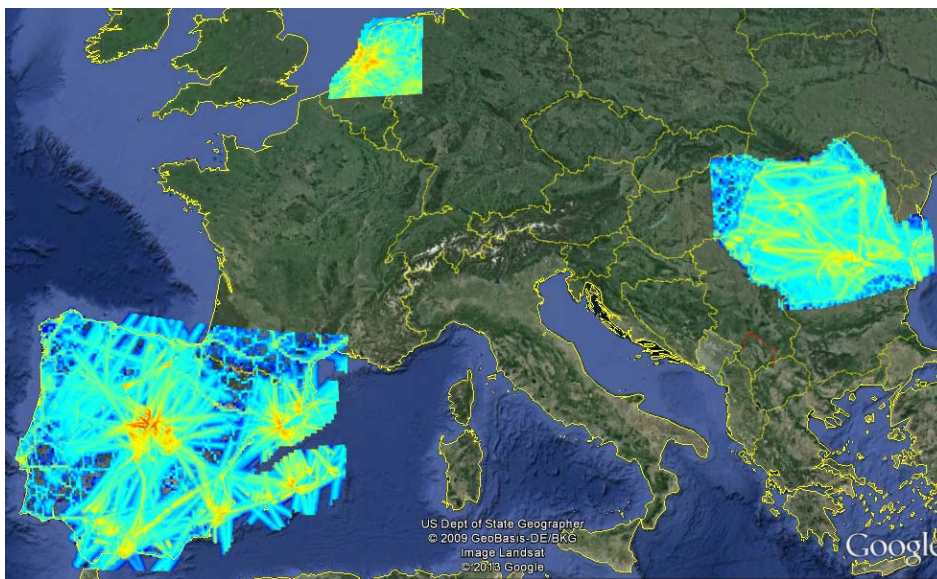 US Dept of State Geographer
© 2009 GeoBasis-DE/BKG
Image Landsat
© 2013 Google
Google